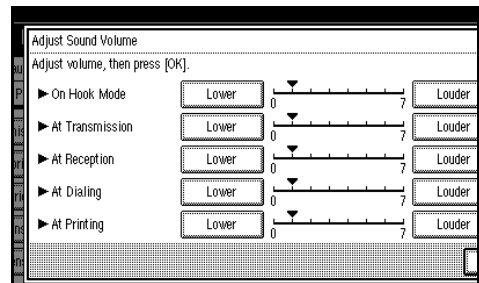 Adjust Sound Volume
Adjust volume, then press [OK].
► On Hook Mode Lower 0 7 Louder
► At Transmission Lower 0 7 Louder
► At Reception Lower 0 7 Louder
► At Dialing Lower 0 7 Louder
► At Printing Lower 0 7 Louder